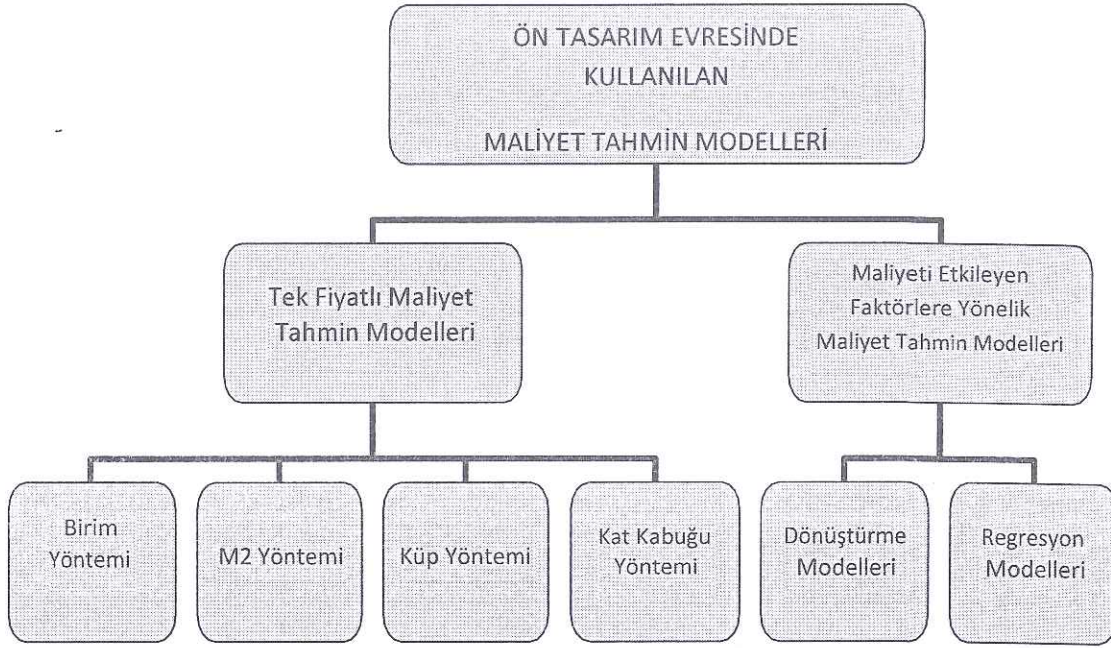 ÖN TASARIM EVRESİNDE
KULLANILAN
MALİYET TAHMİN MODELLERİ
Tek Fiyatlı Maliyet
Tahmin Modelleri
Maliyeti Etkileyen
Faktörlere Yönelik
Maliyet Tahmin Modelleri
Birim
Yöntemi
M2 Yöntemi
Küp Yöntemi
Kat Kabuğu
Yöntemi
Dönüştürme
Modelleri
Regresyon
Modelleri